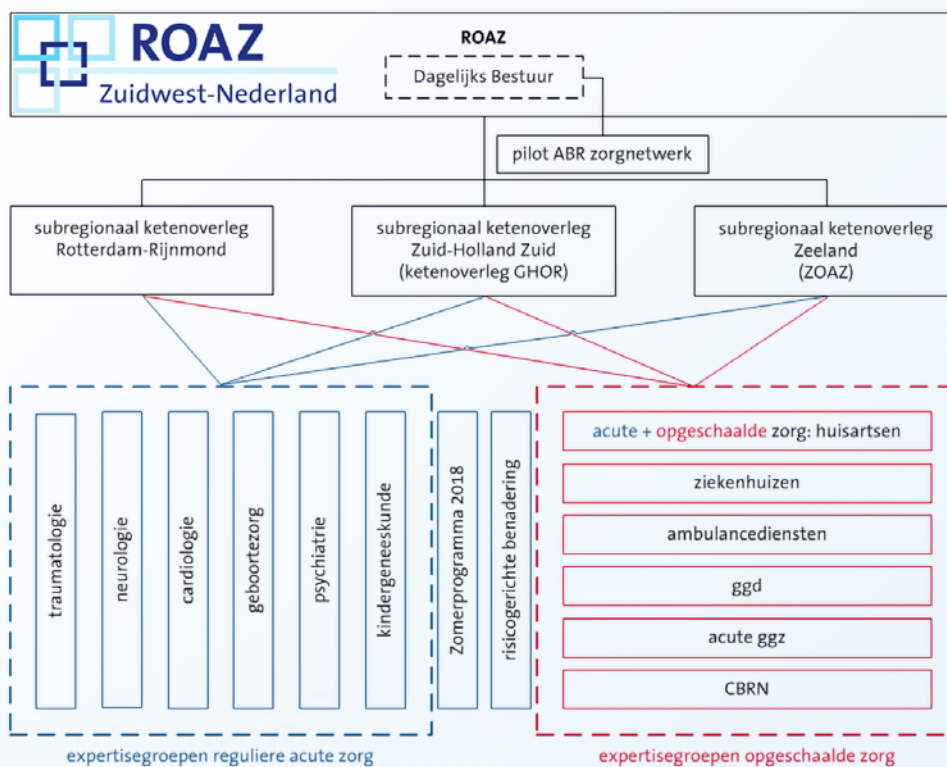 ROAZ
Zuidwest-Nederland
ROAZ
Dagelijks Bestuur
pilot ABR zorgnetwerk
subregionaal ketenoverleg
Rotterdam-Rijnmond
subregionaal ketenoverleg
Zuid-Holland Zuid
(ketenoverleg GHOR)
subregionaal ketenoverleg
Zeeland
(ZOAZ)
traumatologie
neurologie
cardiologie
geboortezorg
psychiatrie
kindergeneeskunde
Zomerprogramma 2018
risicogerichte benadering
acute + opgeschaalde zorg: huisartsen
ziekenhuizen
ambulancediensten
ggd
acute ggz
CBRN
expertisegroepen reguliere acute zorg
expertisegroepen opgeschaalde zorg